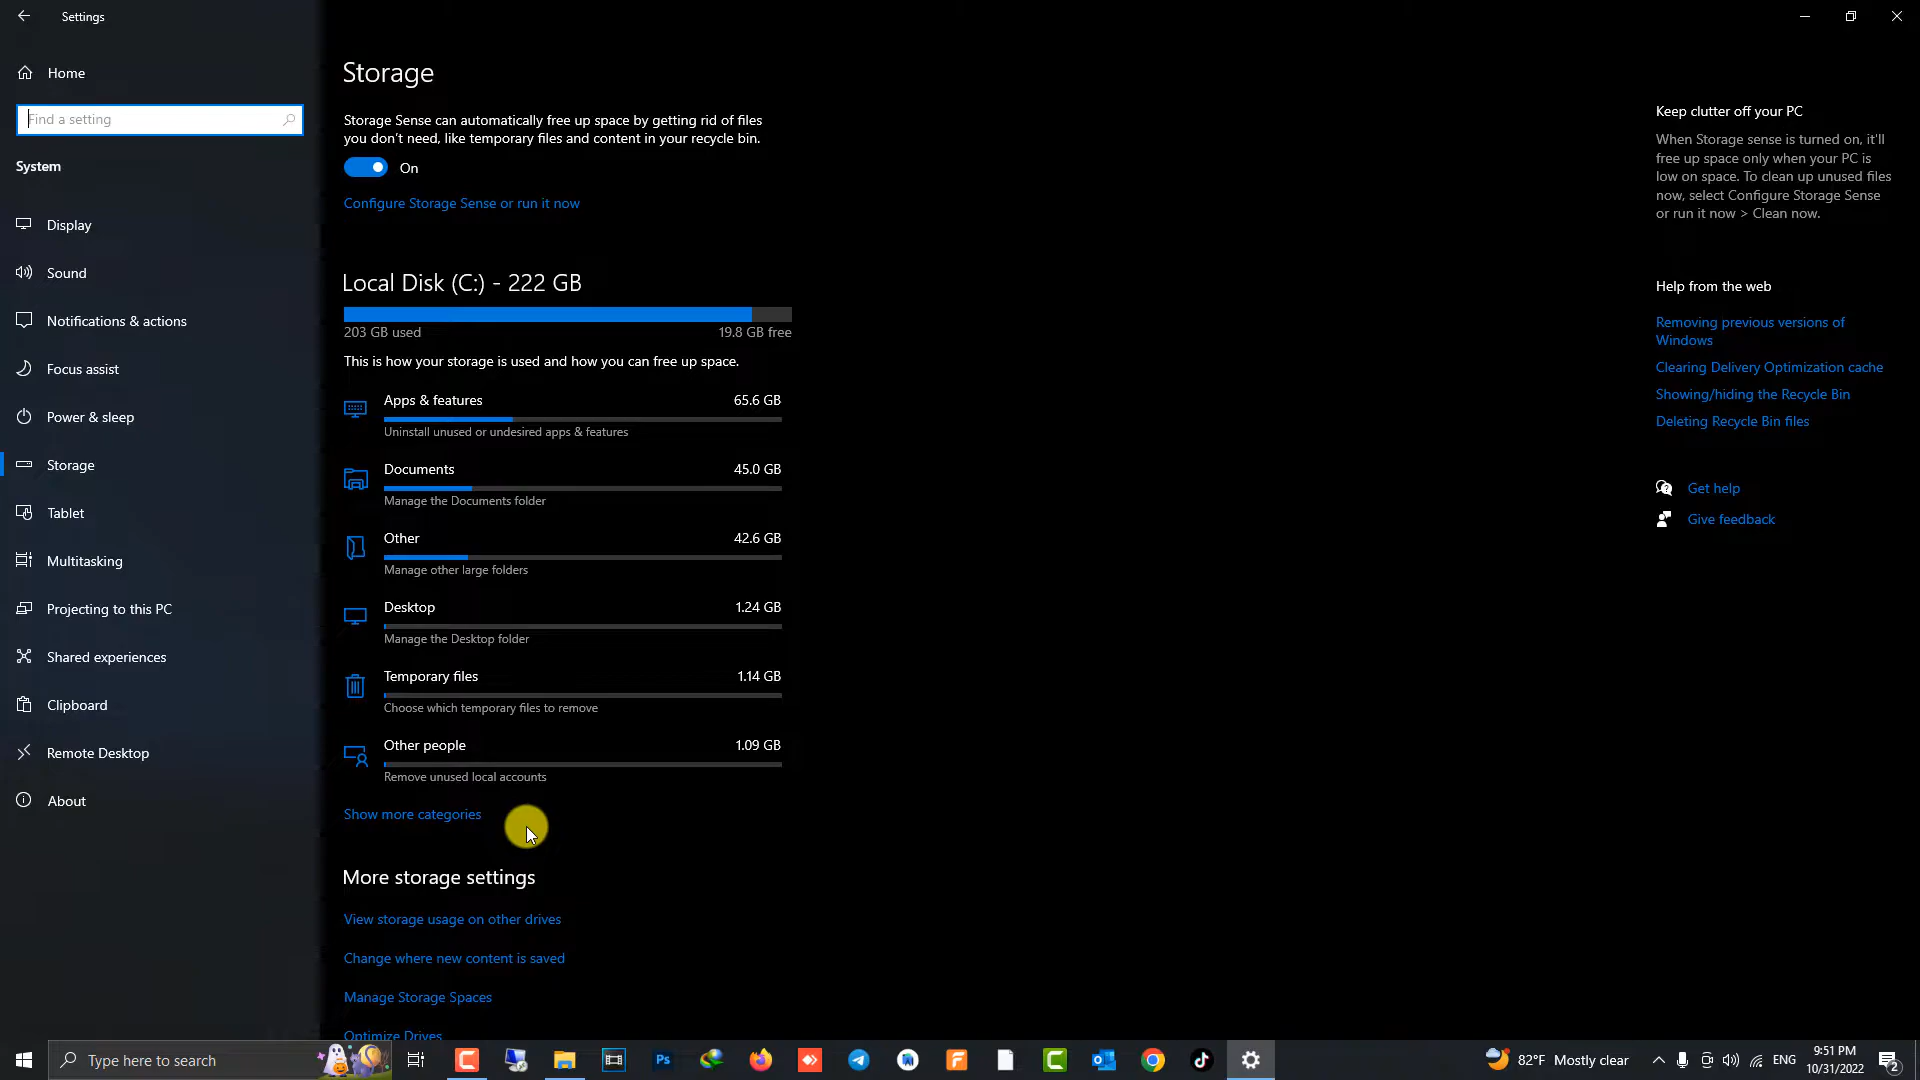 Settings
Home
Find a setting
System
Display
Sound
Notifications & actions
Focus assist
Power & sleep
Storage
Tablet
Multitasking
Projecting to this PC
Shared experiences
Clipboard
Remote Desktop
About
Storage
Storage Sense can automatically free up space by getting rid of files
you don't need, like temporary files and content in your recycle bin.
On
Configure Storage Sense or run it now
Local Disk (C:) - 222 GB
203 GB used 19.8 GB free
This is how your storage is used and how you can free up space.
Apps & features 65.6 GB
Uninstall unused or undesired apps & features
Documents 45.0 GB
Manage the Documents folder
Other 42.6 GB
Manage other large folders
Desktop 1.24 GB
Manage the Desktop folder
Temporary files 1.14 GB
Choose which temporary files to remove
Other people 1.09 GB
Remove unused local accounts
Show more categories
More storage settings
View storage usage on other drives
Change where new content is saved
Manage Storage Spaces
Optimize Drives
Keep clutter off your PC
When Storage sense is turned on, it'll
free up space only when your PC is
low on space. To clean up unused files
now, select Configure Storage Sense
or run it now > Clean now.
Help from the web
Removing previous versions of
Windows
Clearing Delivery Optimization cache
Showing/hiding the Recycle Bin
Deleting Recycle Bin files
Get help
Give feedback
Type here to search
Ps
82°F Mostly clear
ENG
9:51 PM
10/31/2022
2